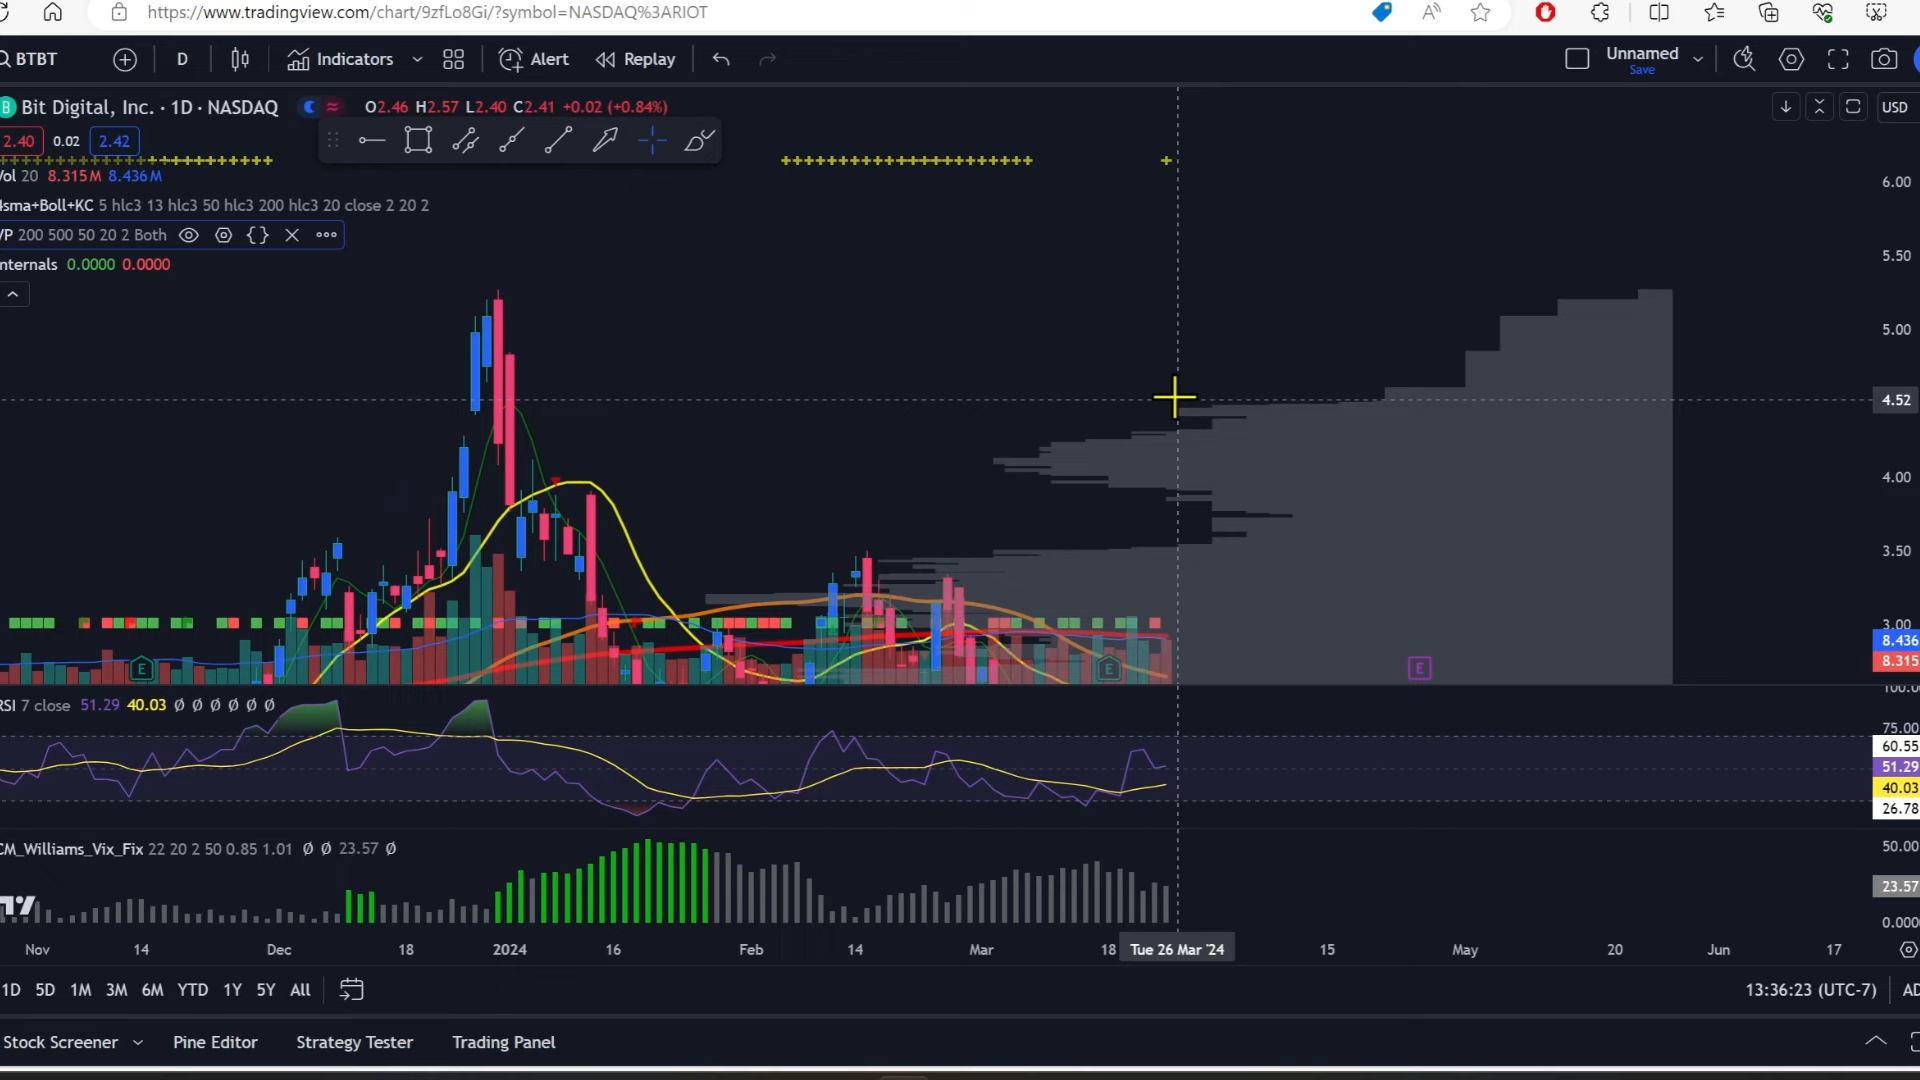 https://www.tradingview.com/chart/9zfLo8Gi/?symbol=NASDAQ%3ARIOT
BTBT
D
Indicators
Alert
Replay
Unnamed
Save
B
Bit Digital, Inc. · 1D · NASDAQ
O2.46 H2.57 L2.40 C2.41 +0.02 (+0.84%)
USD
2.40
0.02
2.42
Vol 20 8.315M 8.436M
4sma+Boll+KC 5 hlc3 13 hlc3 50 hlc3 200 hlc3 20 close 2 20 2
VP 200 500 50 20 2 Both
nternals 0.0000 0.0000
6.00
5.50
5.00
4.52
4.00
3.50
3.00
8.436
8.315
E
E
E
RSI 7 close 51.29 40.03 Ø Ø Ø Ø Ø Ø
100.0
75.00
60.55
51.29
40.03
26.78
CM_Williams_Vix_Fix 22 20 2 50 0.85 1.01 Ø Ø 23.57 Ø
50.00
23.57
0.000
Nov 14 Dec 18 2024 16 Feb 14 Mar 18 Tue 26 Mar '24 15 May 20 Jun 17
1D 5D 1M 3M 6M YTD 1Y 5Y All
13:36:23 (UTC-7)
AD
Stock Screener
Pine Editor
Strategy Tester
Trading Panel